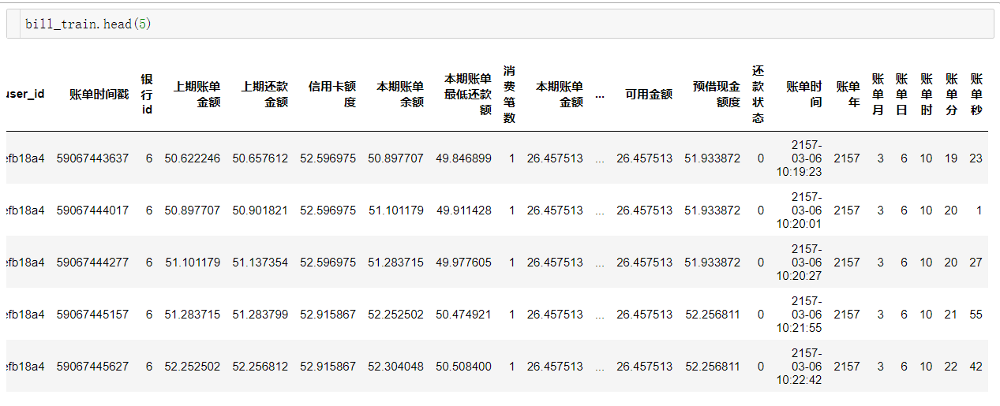 bill_train.head(5)
user_id 账单时间戳 银行id 上期账单金额 上期还款金额 信用卡额度 本期账单余额 本期账单最低还款额 消费笔数 本期账单金额 ... 可用金额 预借现金额度 还款状态 账单时间 账单年 账单月 账单日 账单时 账单分 账单秒
efb18a4 59067443637 6 50.622246 50.657612 52.596975 50.897707 49.846899 1 26.457513 ... 26.457513 51.933872 0 2157-03-06 10:19:23 2157 3 6 10 19 23
efb18a4 59067444017 6 50.897707 50.901821 52.596975 51.101179 49.911428 1 26.457513 ... 26.457513 51.933872 0 2157-03-06 10:20:01 2157 3 6 10 20 1
efb18a4 59067444277 6 51.101179 51.137354 52.596975 51.283715 49.977605 1 26.457513 ... 26.457513 51.933872 0 2157-03-06 10:20:27 2157 3 6 10 20 27
efb18a4 59067445157 6 51.283715 51.283799 52.915867 52.252502 50.474921 1 26.457513 ... 26.457513 52.256811 0 2157-03-06 10:21:55 2157 3 6 10 21 55
efb18a4 59067445627 6 52.252502 52.256812 52.915867 52.304048 50.508400 1 26.457513 ... 26.457513 52.256811 0 2157-03-06 10:22:42 2157 3 6 10 22 42